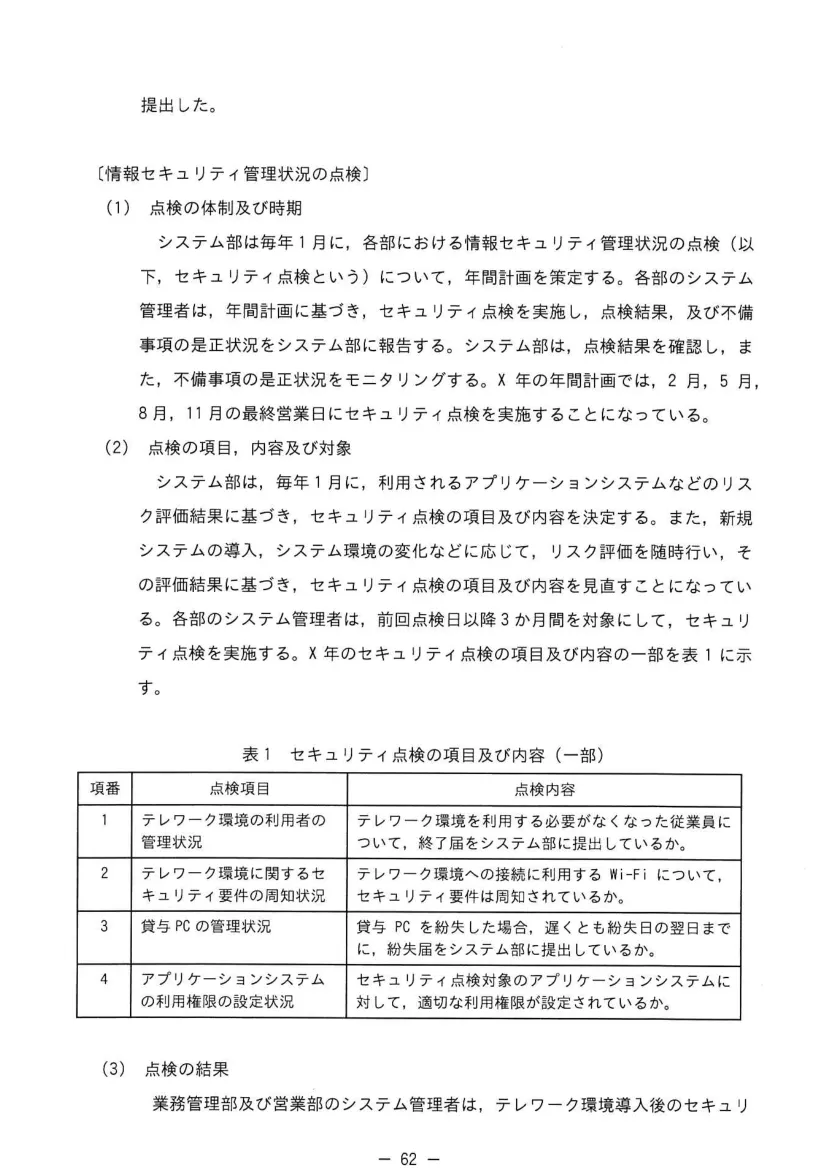 提出した。
〔情報セキュリティ管理状況の点検〕
(1) 点検の体制及び時期
システム部は毎年1月に，各部における情報セキュリティ管理状況の点検（以
下，セキュリティ点検という）について，年間計画を策定する。各部のシステム
管理者は，年間計画に基づき，セキュリティ点検を実施し，点検結果，及び不備
事項の是正状況をシステム部に報告する。システム部は，点検結果を確認し，ま
た，不備事項の是正状況をモニタリングする。X 年の年間計画では，2 月，5 月，
8 月，11 月の最終営業日にセキュリティ点検を実施することになっている。
(2) 点検の項目，内容及び対象
システム部は，毎年1月に，利用されるアプリケーションシステムなどのリス
ク評価結果に基づき，セキュリティ点検の項目及び内容を決定する。また，新規
システムの導入，システム環境の変化などに応じて，リスク評価を随時行い，そ
の評価結果に基づき，セキュリティ点検の項目及び内容を見直すことになってい
る。各部のシステム管理者は，前回点検日以降3か月間を対象にして，セキュリ
ティ点検を実施する。X 年のセキュリティ点検の項目及び内容の一部を表1に示
す。
表1 セキュリティ点検の項目及び内容（一部）
項番 点検項目 点検内容
1 テレワーク環境の利用者の テレワーク環境を利用する必要がなくなった従業員に
管理状況 ついて，終了届をシステム部に提出しているか。
2 テレワーク環境に関するセ テレワーク環境への接続に利用する Wi-Fi について，
キュリティ要件の周知状況 セキュリティ要件は周知されているか。
3 貸与 PC の管理状況 貸与 PC を紛失した場合，遅くとも紛失日の翌日まで
に，紛失届をシステム部に提出しているか。
4 アプリケーションシステム セキュリティ点検対象のアプリケーションシステムに
の利用権限の設定状況 対して，適切な利用権限が設定されているか。
(3) 点検の結果
業務管理部及び営業部のシステム管理者は，テレワーク環境導入後のセキュリ
― 62 ―